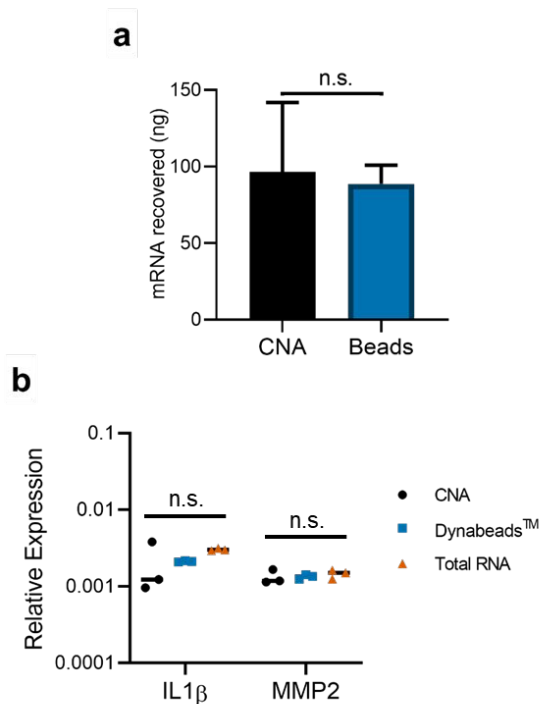 a
mRNA recovered (ng)
150
100
50
0
n.s.
CNA Beads
b
Relative Expression
0.1
0.01
0.001
0.0001
n.s. n.s.
IL1β MMP2
CNA
Dynabeads™
Total RNA